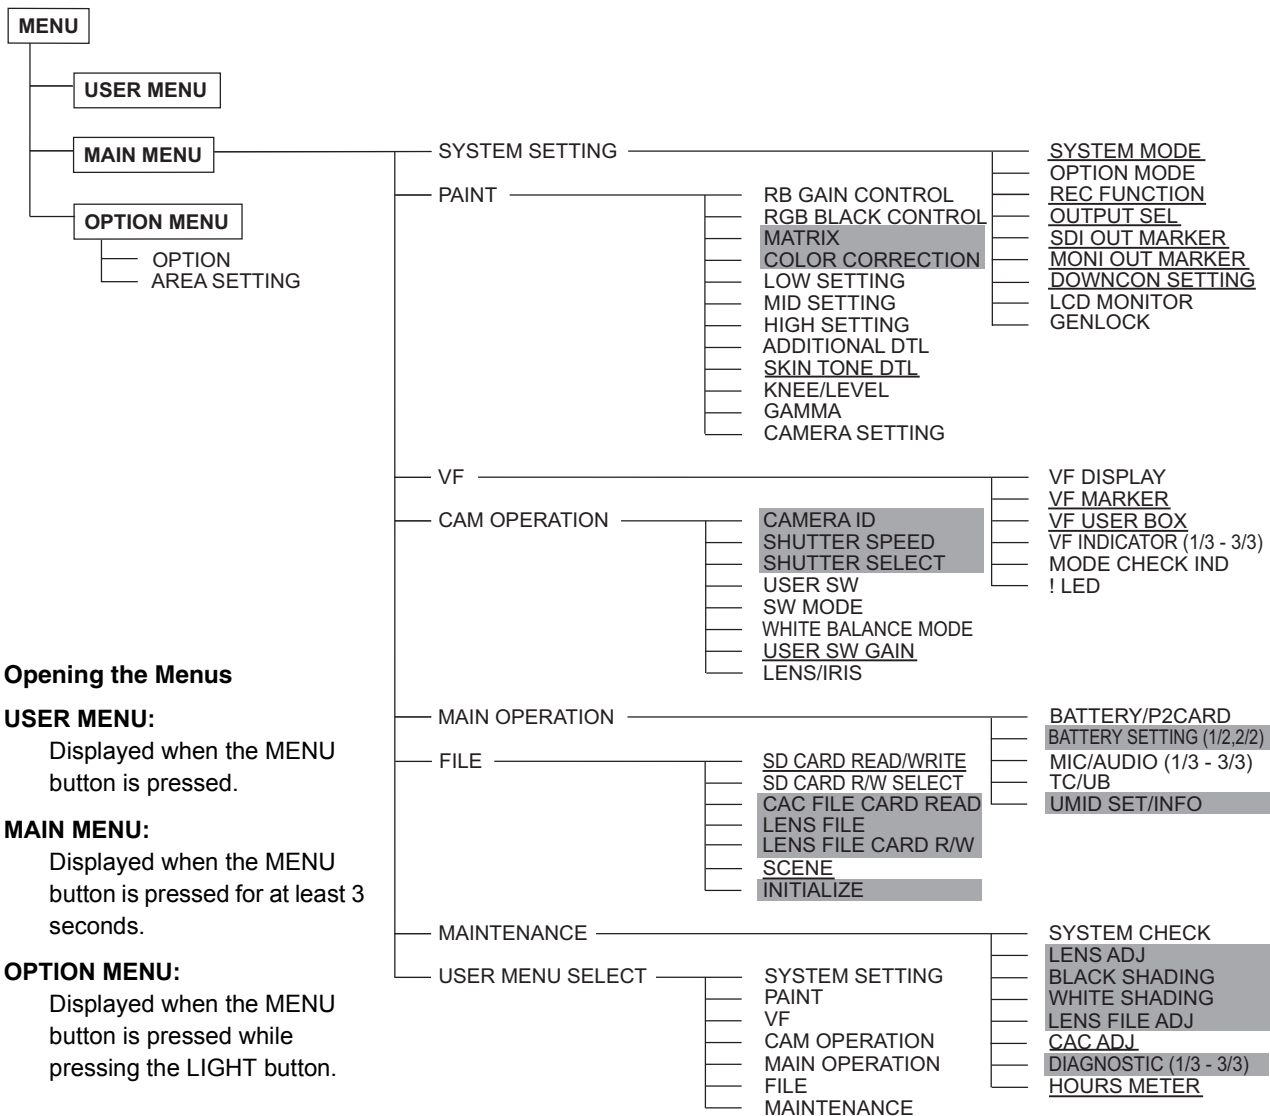 MENU
USER MENU
MAIN MENU
OPTION MENU
OPTION
AREA SETTING
SYSTEM SETTING
SYSTEM MODE
OPTION MODE
REC FUNCTION
OUTPUT SEL
SDI OUT MARKER
MONI OUT MARKER
DOWNCON SETTING
LCD MONITOR
GENLOCK
PAINT
RB GAIN CONTROL
RGB BLACK CONTROL
MATRIX
COLOR CORRECTION
LOW SETTING
MID SETTING
HIGH SETTING
ADDITIONAL DTL
SKIN TONE DTL
KNEE/LEVEL
GAMMA
CAMERA SETTING
VF
VF DISPLAY
VF MARKER
VF USER BOX
VF INDICATOR (1/3 - 3/3)
MODE CHECK IND
! LED
CAM OPERATION
CAMERA ID
SHUTTER SPEED
SHUTTER SELECT
USER SW
SW MODE
WHITE BALANCE MODE
USER SW GAIN
LENS/IRIS
MAIN OPERATION
BATTERY/P2CARD
BATTERY SETTING (1/2,2/2)
MIC/AUDIO (1/3 - 3/3)
TC/UB
UMID SET/INFO
FILE
SD CARD READ/WRITE
SD CARD R/W SELECT
CAC FILE CARD READ
LENS FILE
LENS FILE CARD R/W
SCENE
INITIALIZE
MAINTENANCE
SYSTEM CHECK
LENS ADJ
BLACK SHADING
WHITE SHADING
LENS FILE ADJ
CAC ADJ
DIAGNOSTIC (1/3 - 3/3)
HOURS METER
USER MENU SELECT
SYSTEM SETTING
PAINT
VF
CAM OPERATION
MAIN OPERATION
FILE
MAINTENANCE
Opening the Menus
USER MENU:
Displayed when the MENU
button is pressed.
MAIN MENU:
Displayed when the MENU
button is pressed for at least 3
seconds.
OPTION MENU:
Displayed when the MENU
button is pressed while
pressing the LIGHT button.